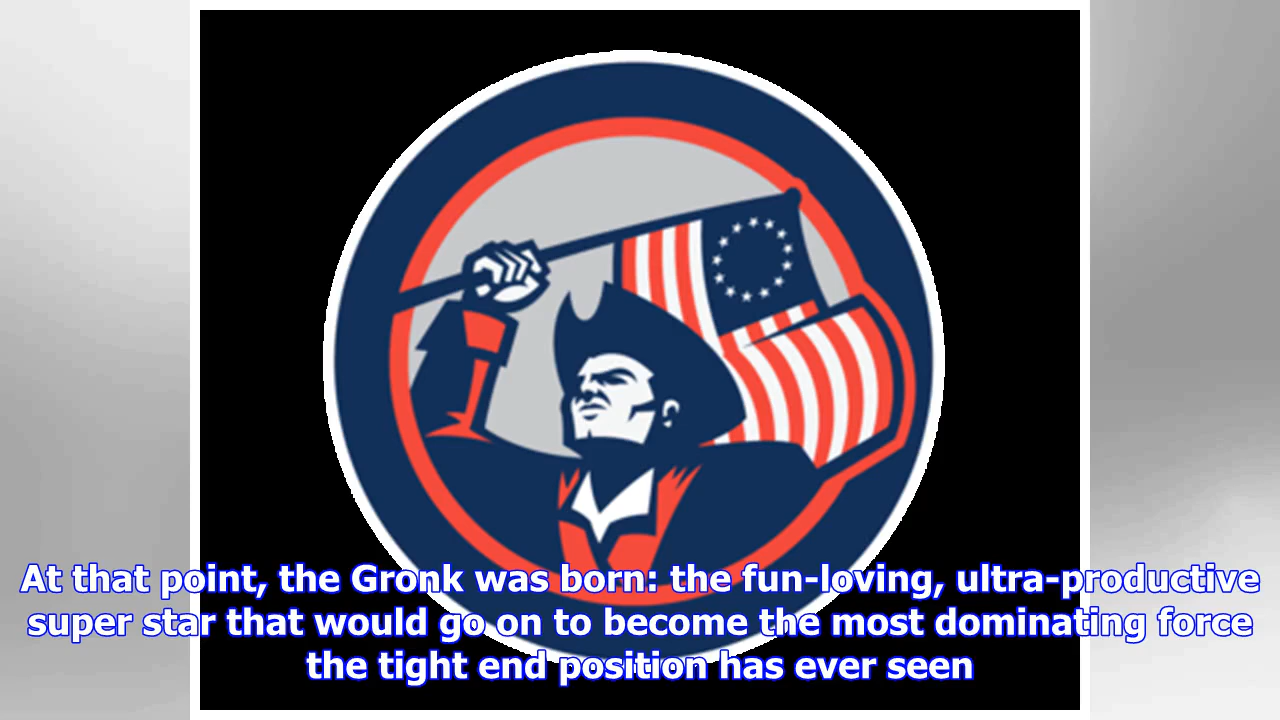 At that point, the Gronk was born: the fun-loving, ultra-productive
super star that would go on to become the most dominating force
the tight end position has ever seen